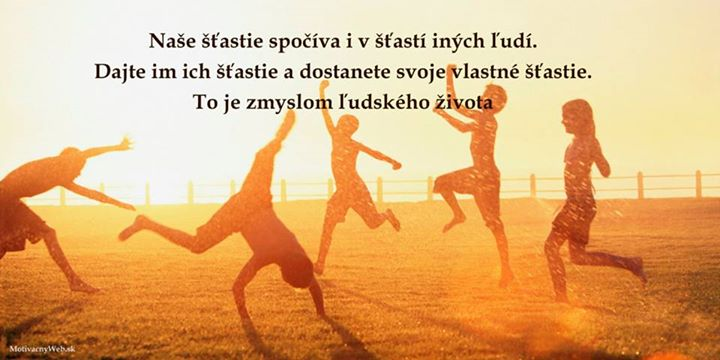 Naše šťastie spočíva i v šťastí iných ľudí.
Dajte im ich šťastie a dostanete svoje vlastné šťastie.
To je zmyslom ľudského života
MotivacnyWeb.sk